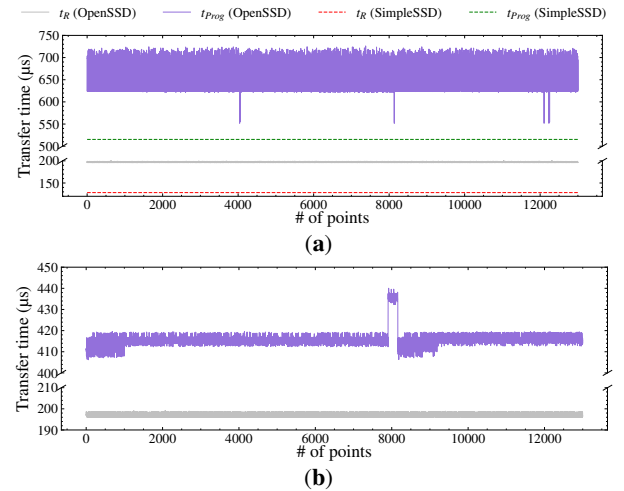 t_R (OpenSSD) t_Prog (OpenSSD) t_R (SimpleSSD) t_Prog (SimpleSSD)
750
700
650
600
550
500
200
150
Transfer time (μs)
0 2000 4000 6000 8000 10000 12000
# of points
(a)
450
440
430
420
410
400
210
200
190
Transfer time (μs)
0 2000 4000 6000 8000 10000 12000
# of points
(b)